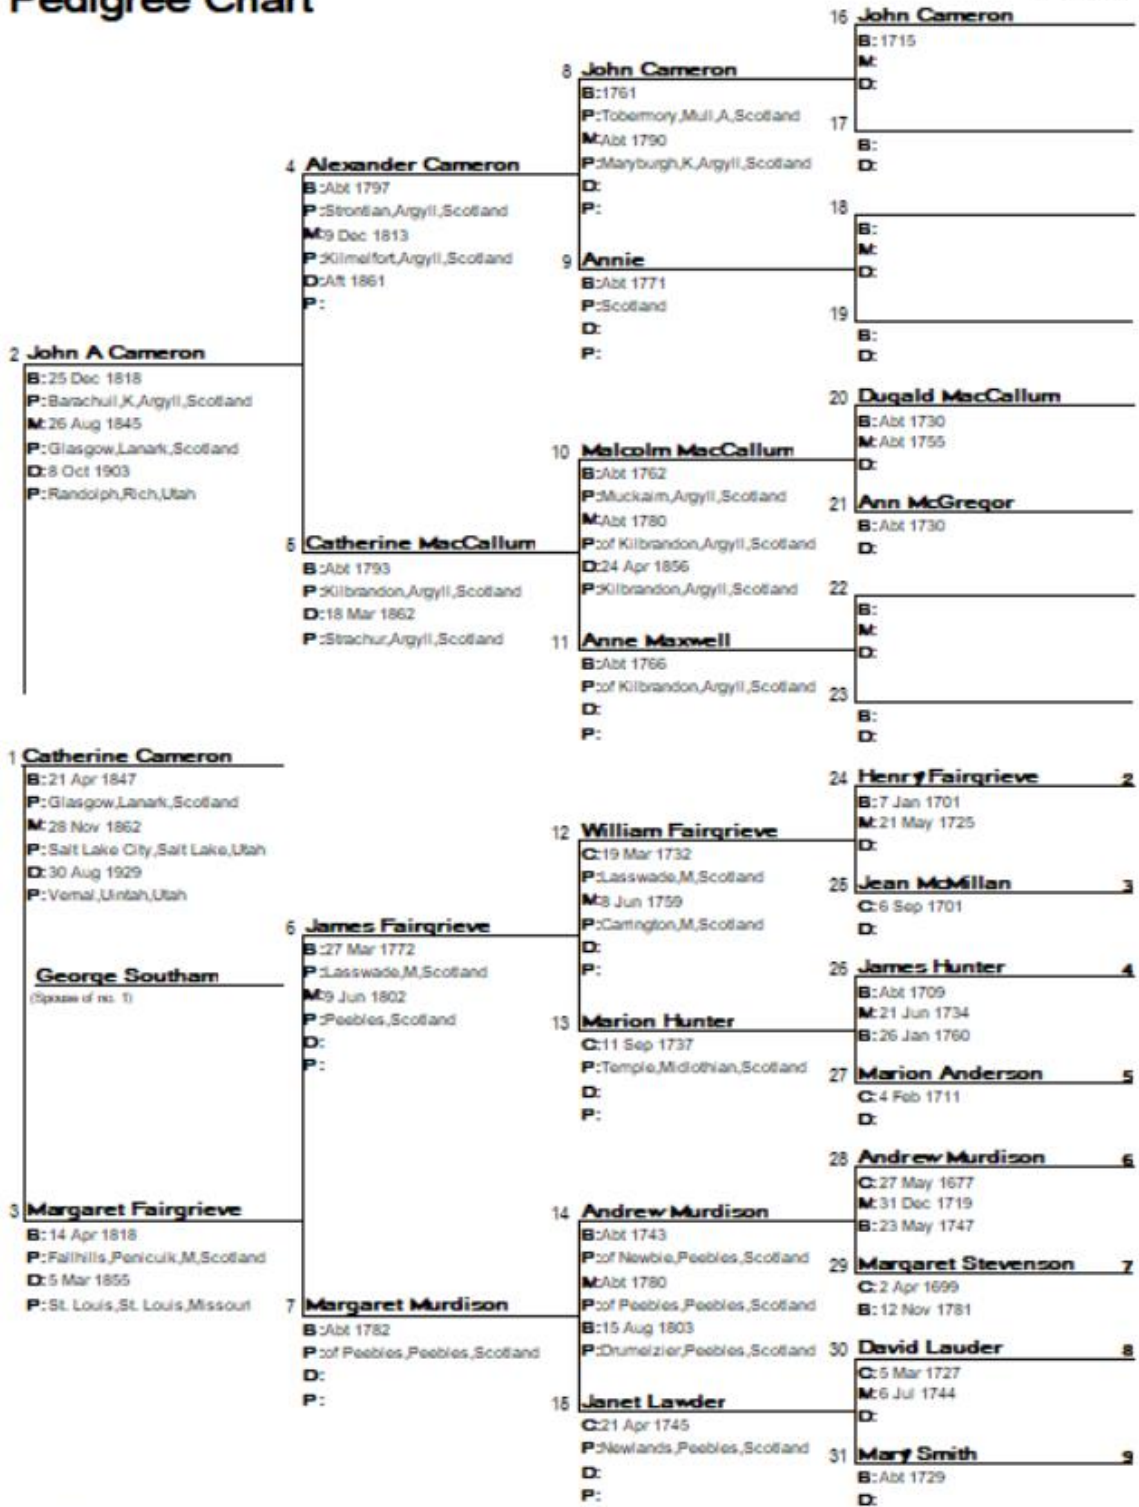 Pedigree Chart
16 John Cameron
B: 1715
M:
D:
8 John Cameron
B: 1761
P: Tobermory,Mull,A,Scotland
M: Abt 1790
P: Maryburgh,K,Argyll,Scotland
D:
P:
17
B:
D:
4 Alexander Cameron
B: Abt 1797
P: Strontian,Argyll,Scotland
M: 9 Dec 1813
P: Kilmelfort,Argyll,Scotland
D: Aft 1861
P:
18
B:
M:
D:
9 Annie
B: Abt 1771
P: Scotland
D:
P:
19
B:
D:
2 John A Cameron
B: 25 Dec 1818
P: Barachuil,K,Argyll,Scotland
M: 26 Aug 1845
P: Glasgow,Lanark,Scotland
D: 8 Oct 1903
P: Randolph,Rich,Utah
20 Dugald MacCallum
B: Abt 1730
M: Abt 1755
D:
10 Malcolm MacCallum
B: Abt 1762
P: Muckairn,Argyll,Scotland
M: Abt 1780
P: of Kilbrandon,Argyll,Scotland
D: 24 Apr 1856
P: Kilbrandon,Argyll,Scotland
21 Ann McGregor
B: Abt 1730
D:
5 Catherine MacCallum
B: Abt 1793
P: Kilbrandon,Argyll,Scotland
D: 18 Mar 1862
P: Strachur,Argyll,Scotland
22
B:
M:
D:
11 Anne Maxwell
B: Abt 1766
P: of Kilbrandon,Argyll,Scotland
D:
P:
23
B:
D:
1 Catherine Cameron
B: 21 Apr 1847
P: Glasgow,Lanark,Scotland
M: 28 Nov 1862
P: Salt Lake City,Salt Lake,Utah
D: 30 Aug 1929
P: Vernal,Uintah,Utah
24 Henry Fairgrieve 2
B: 7 Jan 1701
M: 21 May 1725
D:
12 William Fairgrieve
C: 19 Mar 1732
P: Lasswade,M,Scotland
M: 8 Jun 1759
P: Carrington,M,Scotland
D:
P:
25 Jean McMillan 3
C: 6 Sep 1701
D:
6 James Fairgrieve
B: 27 Mar 1772
P: Lasswade,M,Scotland
M: 9 Jun 1802
P: Peebles,Scotland
D:
P:
George Southam
(Spouse of no. 1)
26 James Hunter 4
B: Abt 1709
M: 21 Jun 1734
B: 26 Jan 1760
13 Marion Hunter
C: 11 Sep 1737
P: Temple,Midlothian,Scotland
D:
P:
27 Marion Anderson 5
C: 4 Feb 1711
D:
28 Andrew Murdison 6
C: 27 May 1677
M: 31 Dec 1719
B: 23 May 1747
3 Margaret Fairgrieve
B: 14 Apr 1818
P: Fallhills,Penicuik,M,Scotland
D: 5 Mar 1855
P: St. Louis,St. Louis,Missouri
14 Andrew Murdison
B: Abt 1743
P: of Newbie,Peebles,Scotland
M: Abt 1780
P: of Peebles,Peebles,Scotland
B: 15 Aug 1803
P: Drumelzier,Peebles,Scotland
29 Margaret Stevenson 7
C: 2 Apr 1699
B: 12 Nov 1781
7 Margaret Murdison
B: Abt 1782
P: of Peebles,Peebles,Scotland
D:
P:
30 David Lauder 8
C: 5 Mar 1727
M: 6 Jul 1744
D:
15 Janet Lawder
C: 21 Apr 1745
P: Newlands,Peebles,Scotland
D:
P:
31 Mary Smith 9
B: Abt 1729
D: